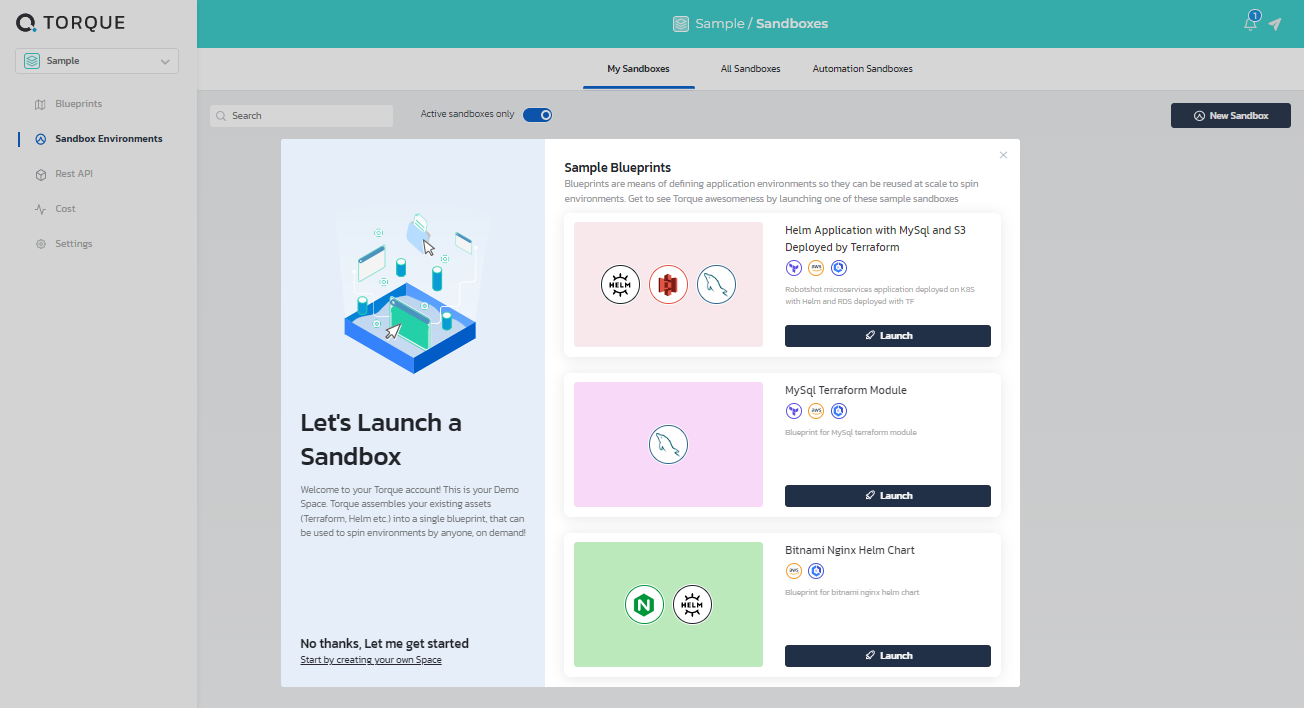 TORQUE
Sample / Sandboxes
1
Sample
My Sandboxes
All Sandboxes
Automation Sandboxes
Blueprints
Sandbox Environments
Rest API
Cost
Settings
Search
Active sandboxes only
New Sandbox
Let's Launch a
Sandbox
Welcome to your Torque account! This is your Demo
Space. Torque assembles your existing assets
(Terraform, Helm etc.) into a single blueprint, that can
be used to spin environments by anyone, on demand!
No thanks, Let me get started
Start by creating your own Space
Sample Blueprints
Blueprints are means of defining application environments so they can be reused at scale to spin
environments. Get to see Torque awesomeness by launching one of these sample sandboxes
HELM
Helm Application with MySql and S3
Deployed by Terraform
aws
Robotshot microservices application deployed on K8S
with Helm and RDS deployed with TF
Launch
MySql Terraform Module
aws
Blueprint for MySql terraform module
Launch
N
HELM
Bitnami Nginx Helm Chart
aws
Blueprint for bitnami nginx helm chart
Launch